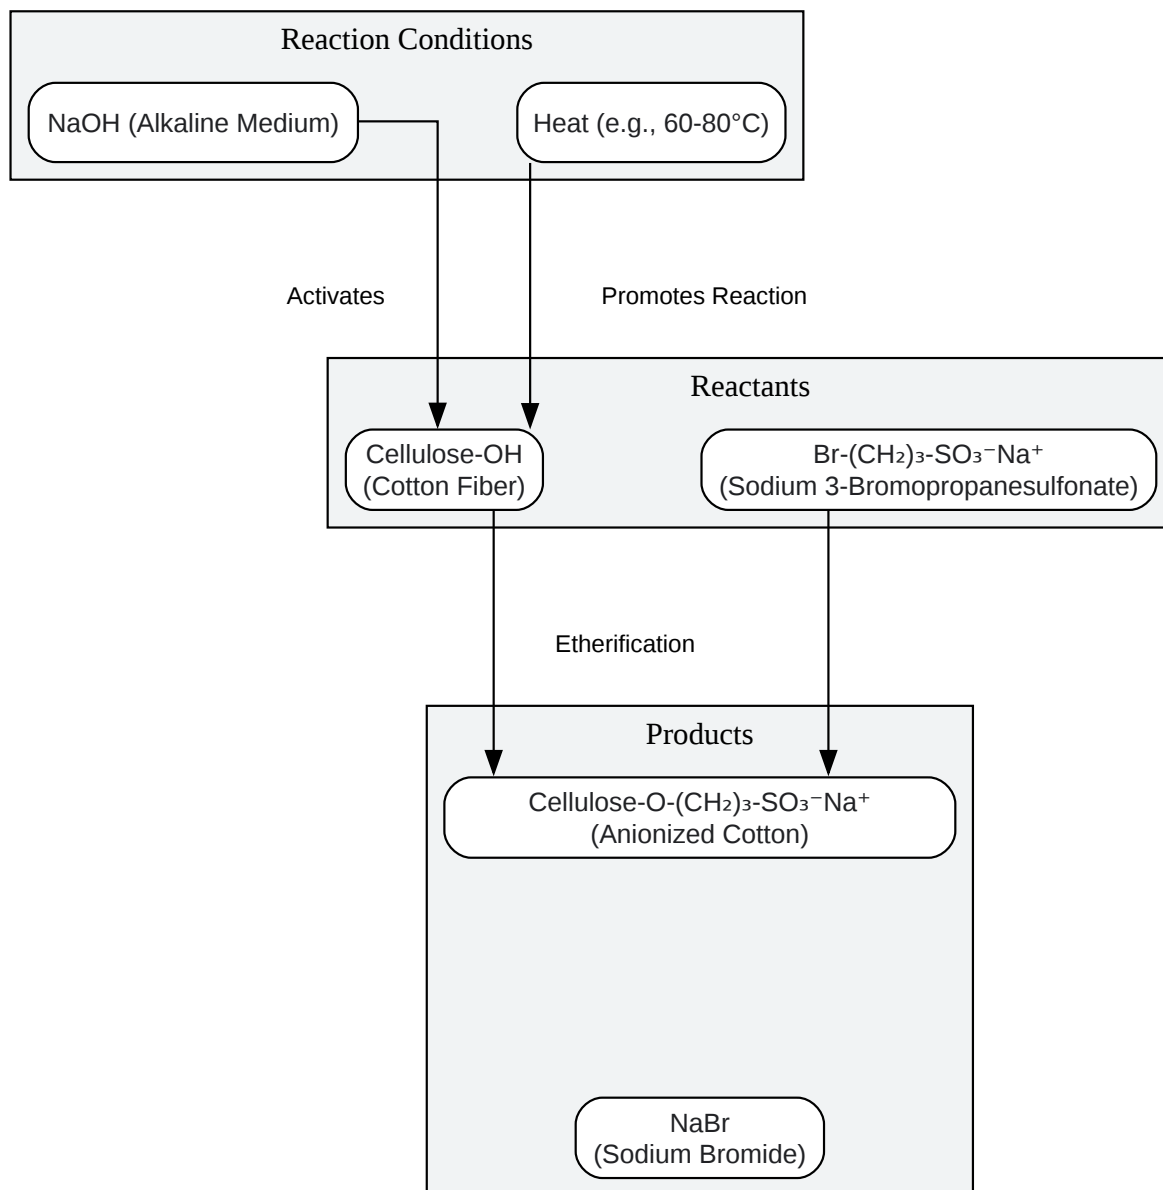 Reaction Conditions
NaOH (Alkaline Medium)
Heat (e.g., 60-80°C)
Activates
Promotes Reaction
Reactants
Cellulose-OH
(Cotton Fiber)
Br-(CH₂)₃-SO₃⁻Na⁺
(Sodium 3-Bromopropanesulfonate)
Etherification
Products
Cellulose-O-(CH₂)₃-SO₃⁻Na⁺
(Anionized Cotton)
NaBr
(Sodium Bromide)